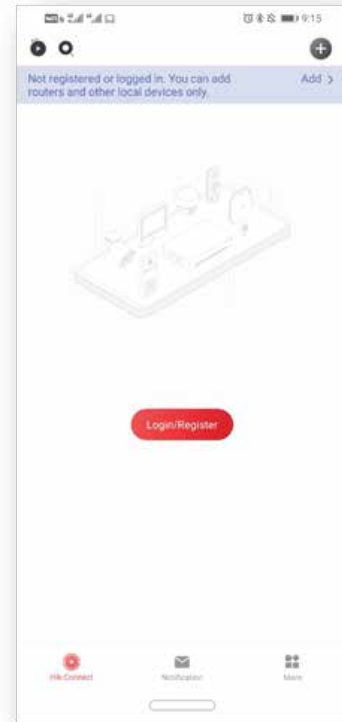 9:15
Not registered or logged in. You can add
routers and other local devices only.
Add >
Login/Register
Hik-Connect
Notification
More